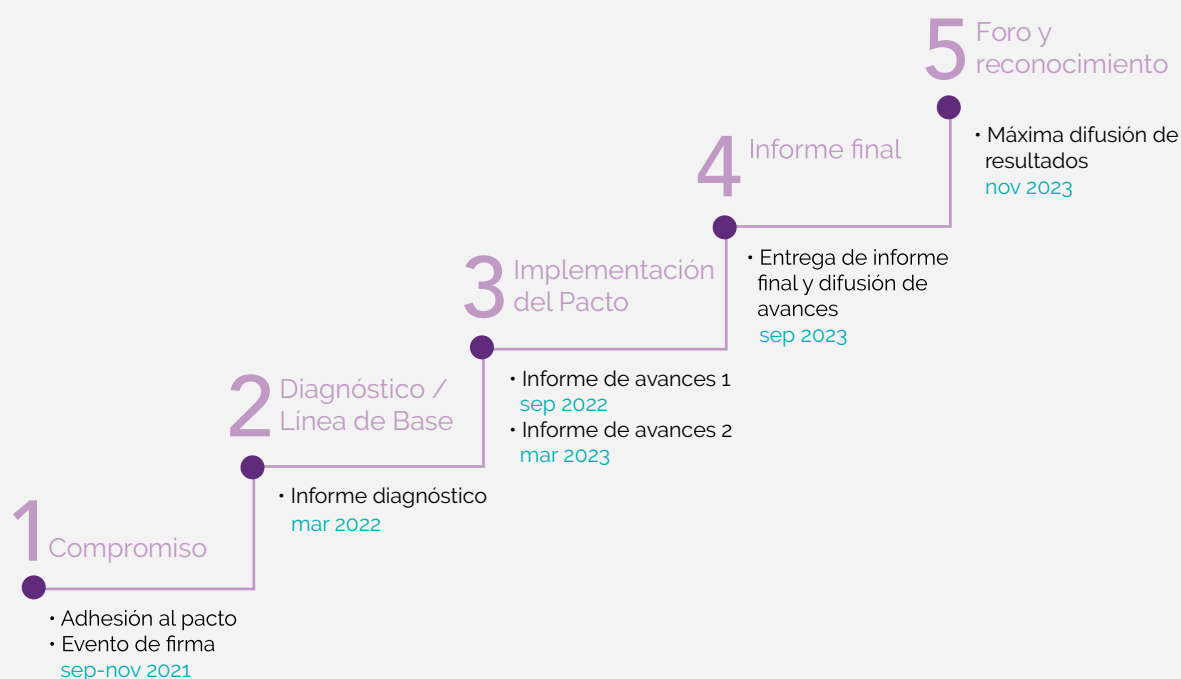 1
Compromiso
• Adhesión al pacto
• Evento de firma
sep-nov 2021
2
Diagnóstico /
Línea de Base
• Informe diagnóstico
mar 2022
3
Implementación
del Pacto
• Informe de avances 1
sep 2022
• Informe de avances 2
mar 2023
4
Informe final
• Entrega de informe
final y difusión de
avances
sep 2023
5
Foro y
reconocimiento
• Máxima difusión de
resultados
nov 2023